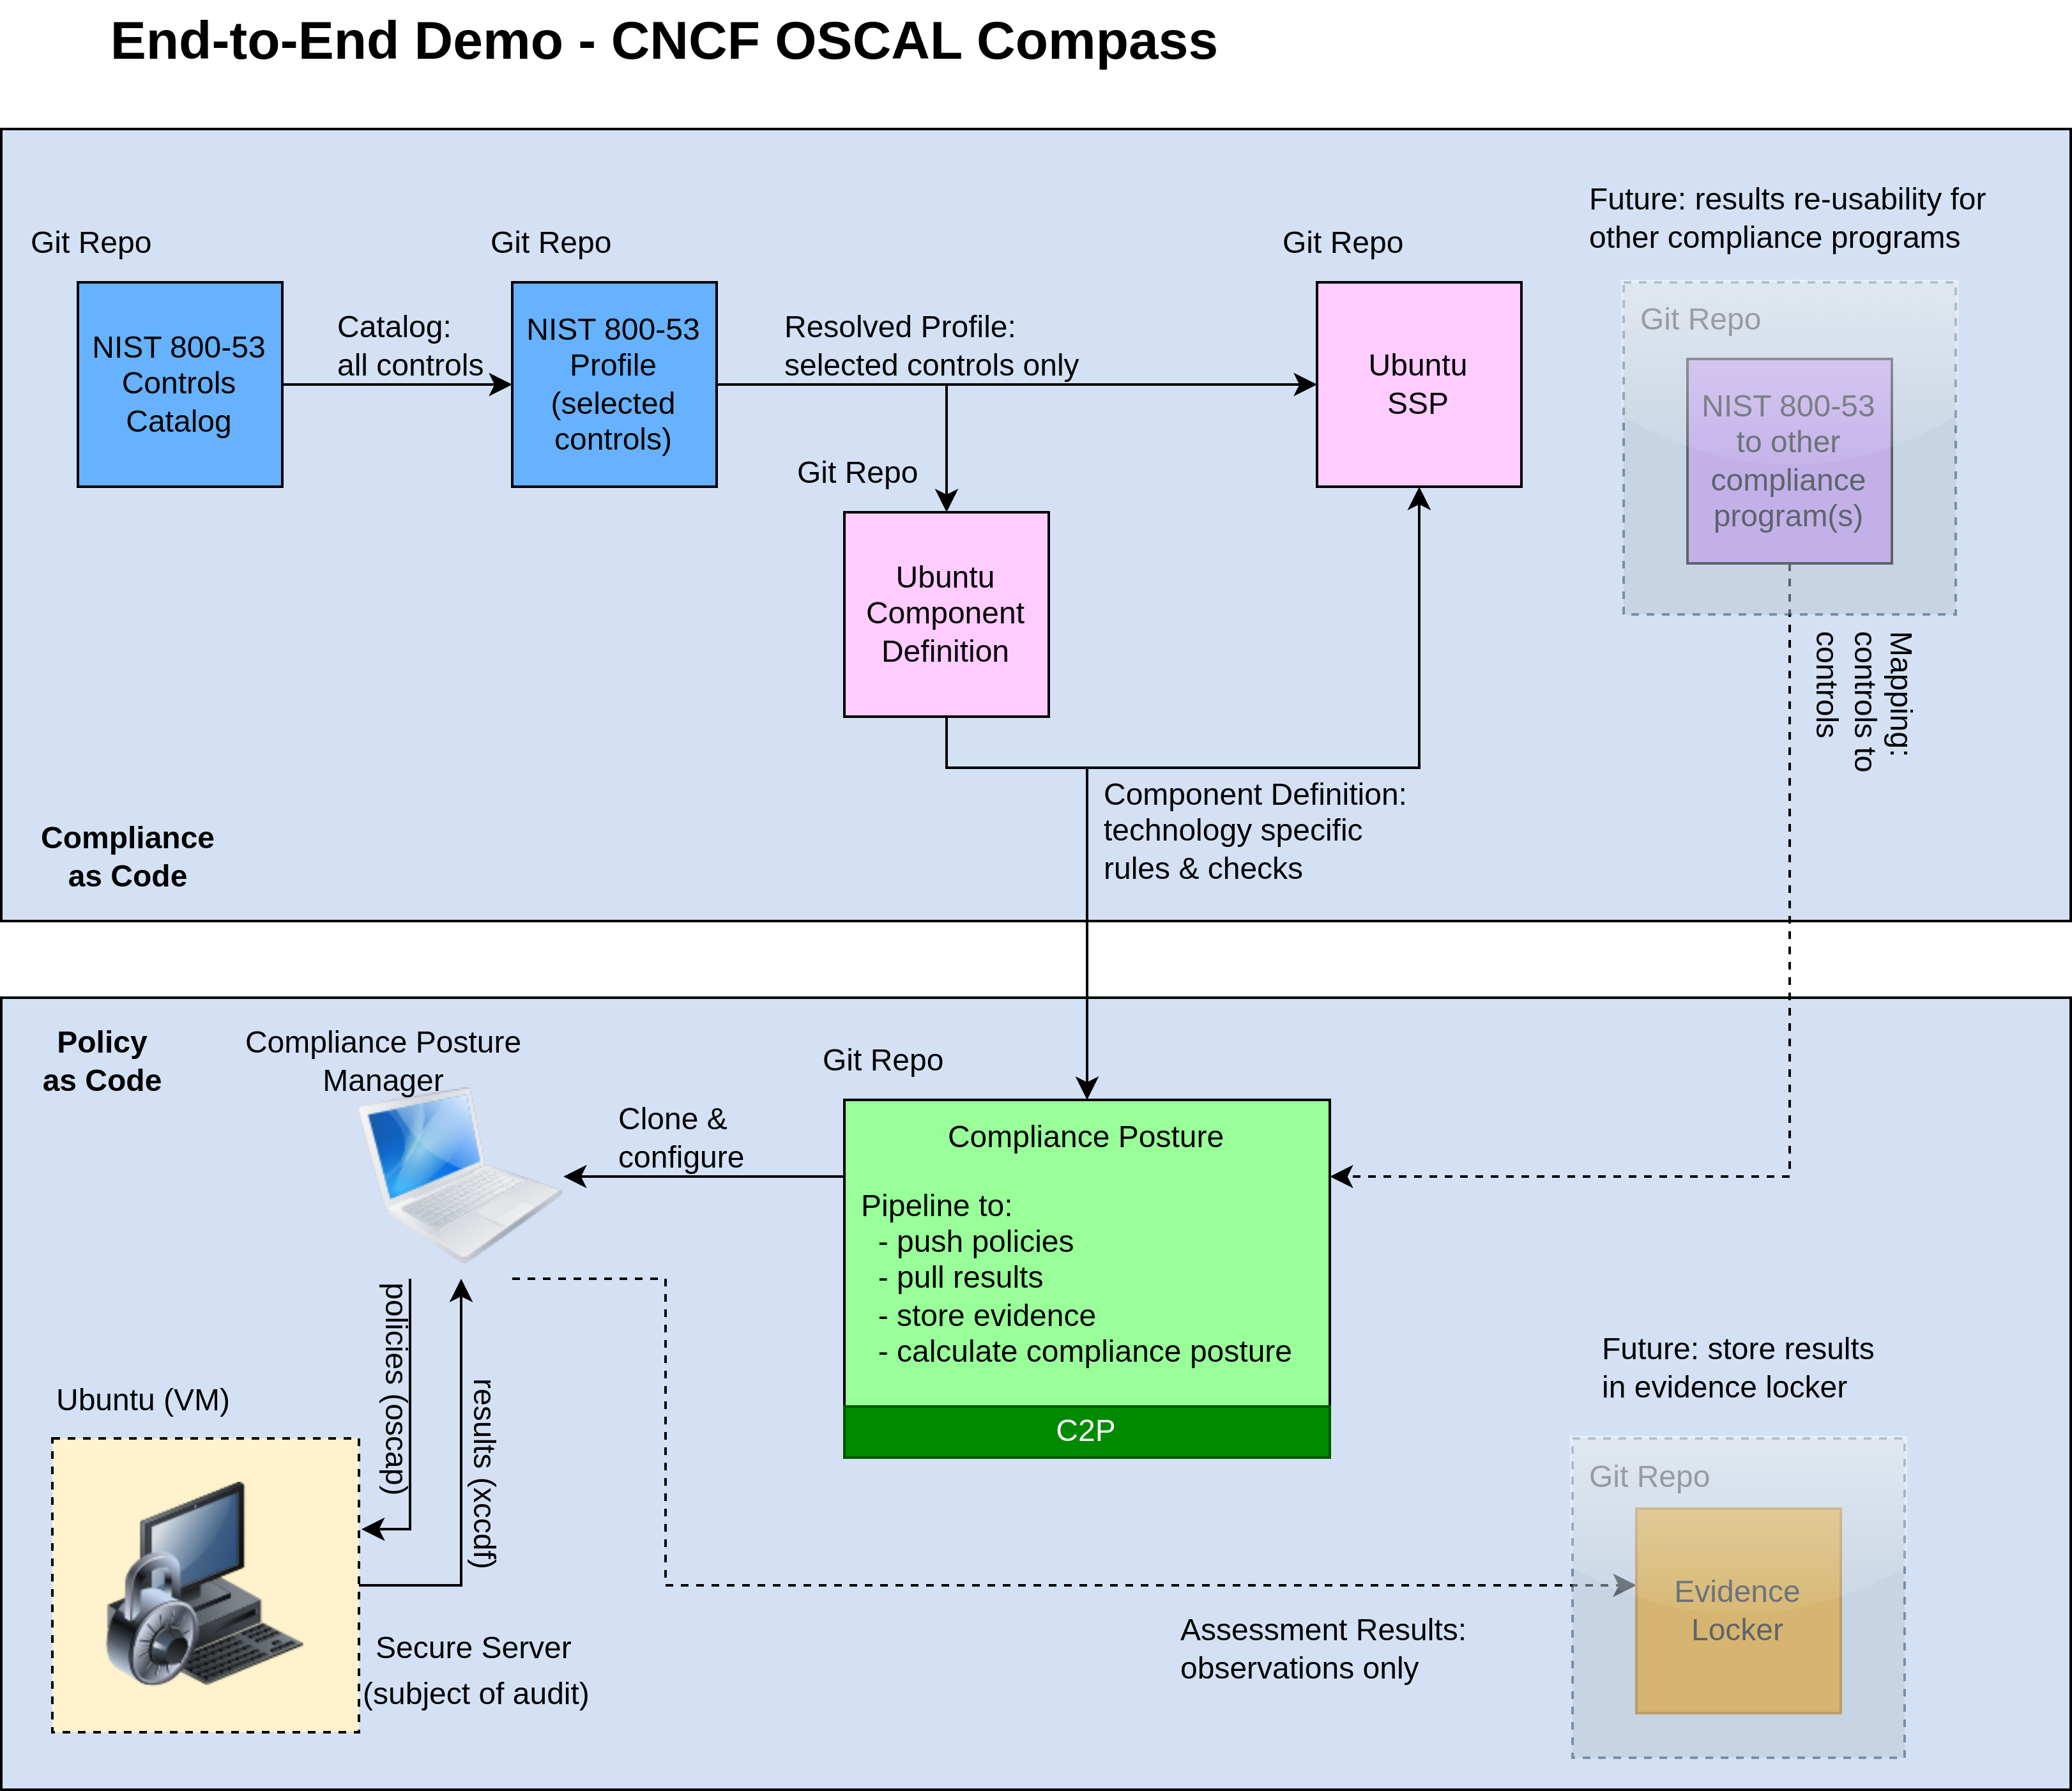 End-to-End Demo - CNCF OSCAL Compass
Git Repo
NIST 800-53
Controls
Catalog
Catalog:
all controls
Git Repo
NIST 800-53
Profile
(selected
controls)
Resolved Profile:
selected controls only
Git Repo
Ubuntu
SSP
Git Repo
Ubuntu
Component
Definition
Future: results re-usability for
other compliance programs
Git Repo
NIST 800-53
to other
compliance
program(s)
Mapping:
controls to
controls
Component Definition:
technology specific
rules & checks
Compliance
as Code
Policy
as Code
Compliance Posture
Manager
Clone &
configure
Git Repo
Compliance Posture
Pipeline to:
- push policies
- pull results
- store evidence
- calculate compliance posture
C2P
policies (oscap)
results (xccdf)
Ubuntu (VM)
Secure Server
(subject of audit)
Assessment Results:
observations only
Future: store results
in evidence locker
Git Repo
Evidence
Locker